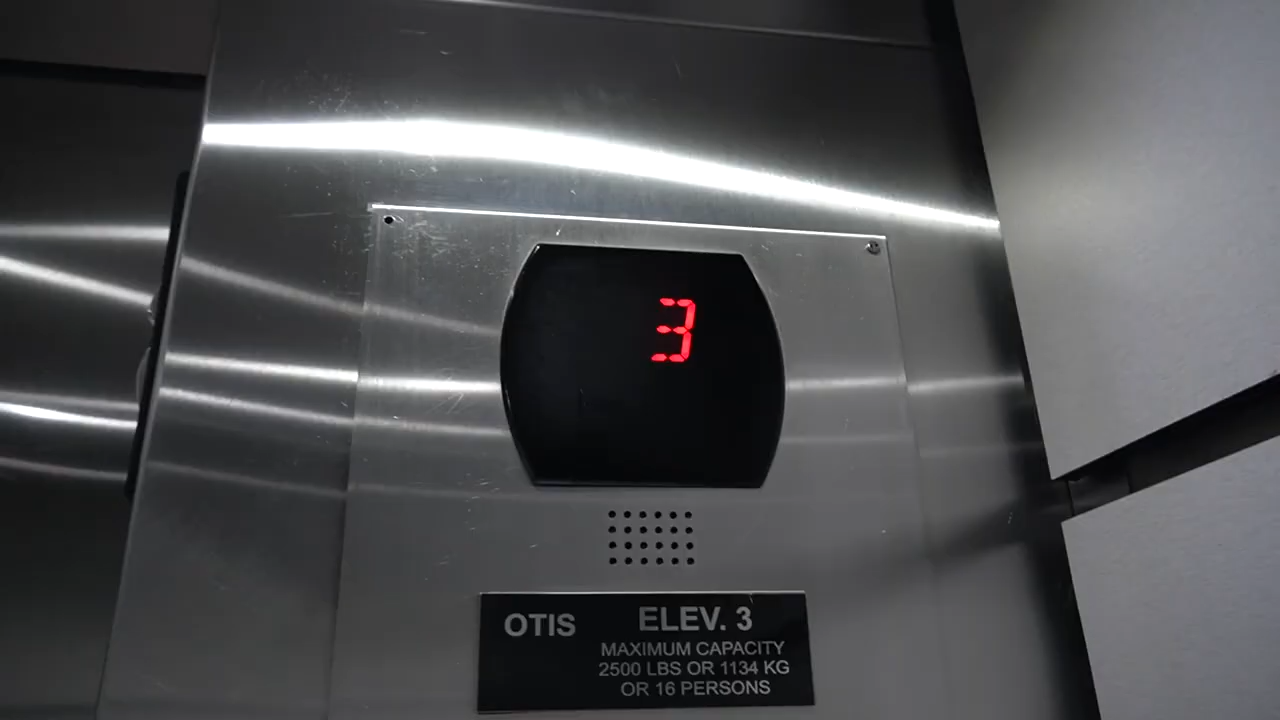 3
OTIS ELEV. 3
MAXIMUM CAPACITY
2500 LBS OR 1134 KG
OR 16 PERSONS